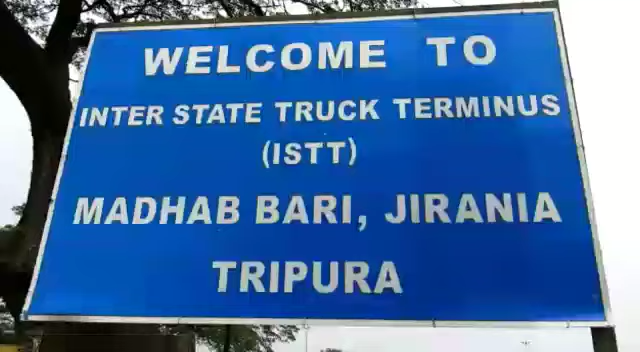 WELCOME TO
INTER STATE TRUCK TERMINUS
(ISTT)
MADHAB BARI, JIRANIA
TRIPURA